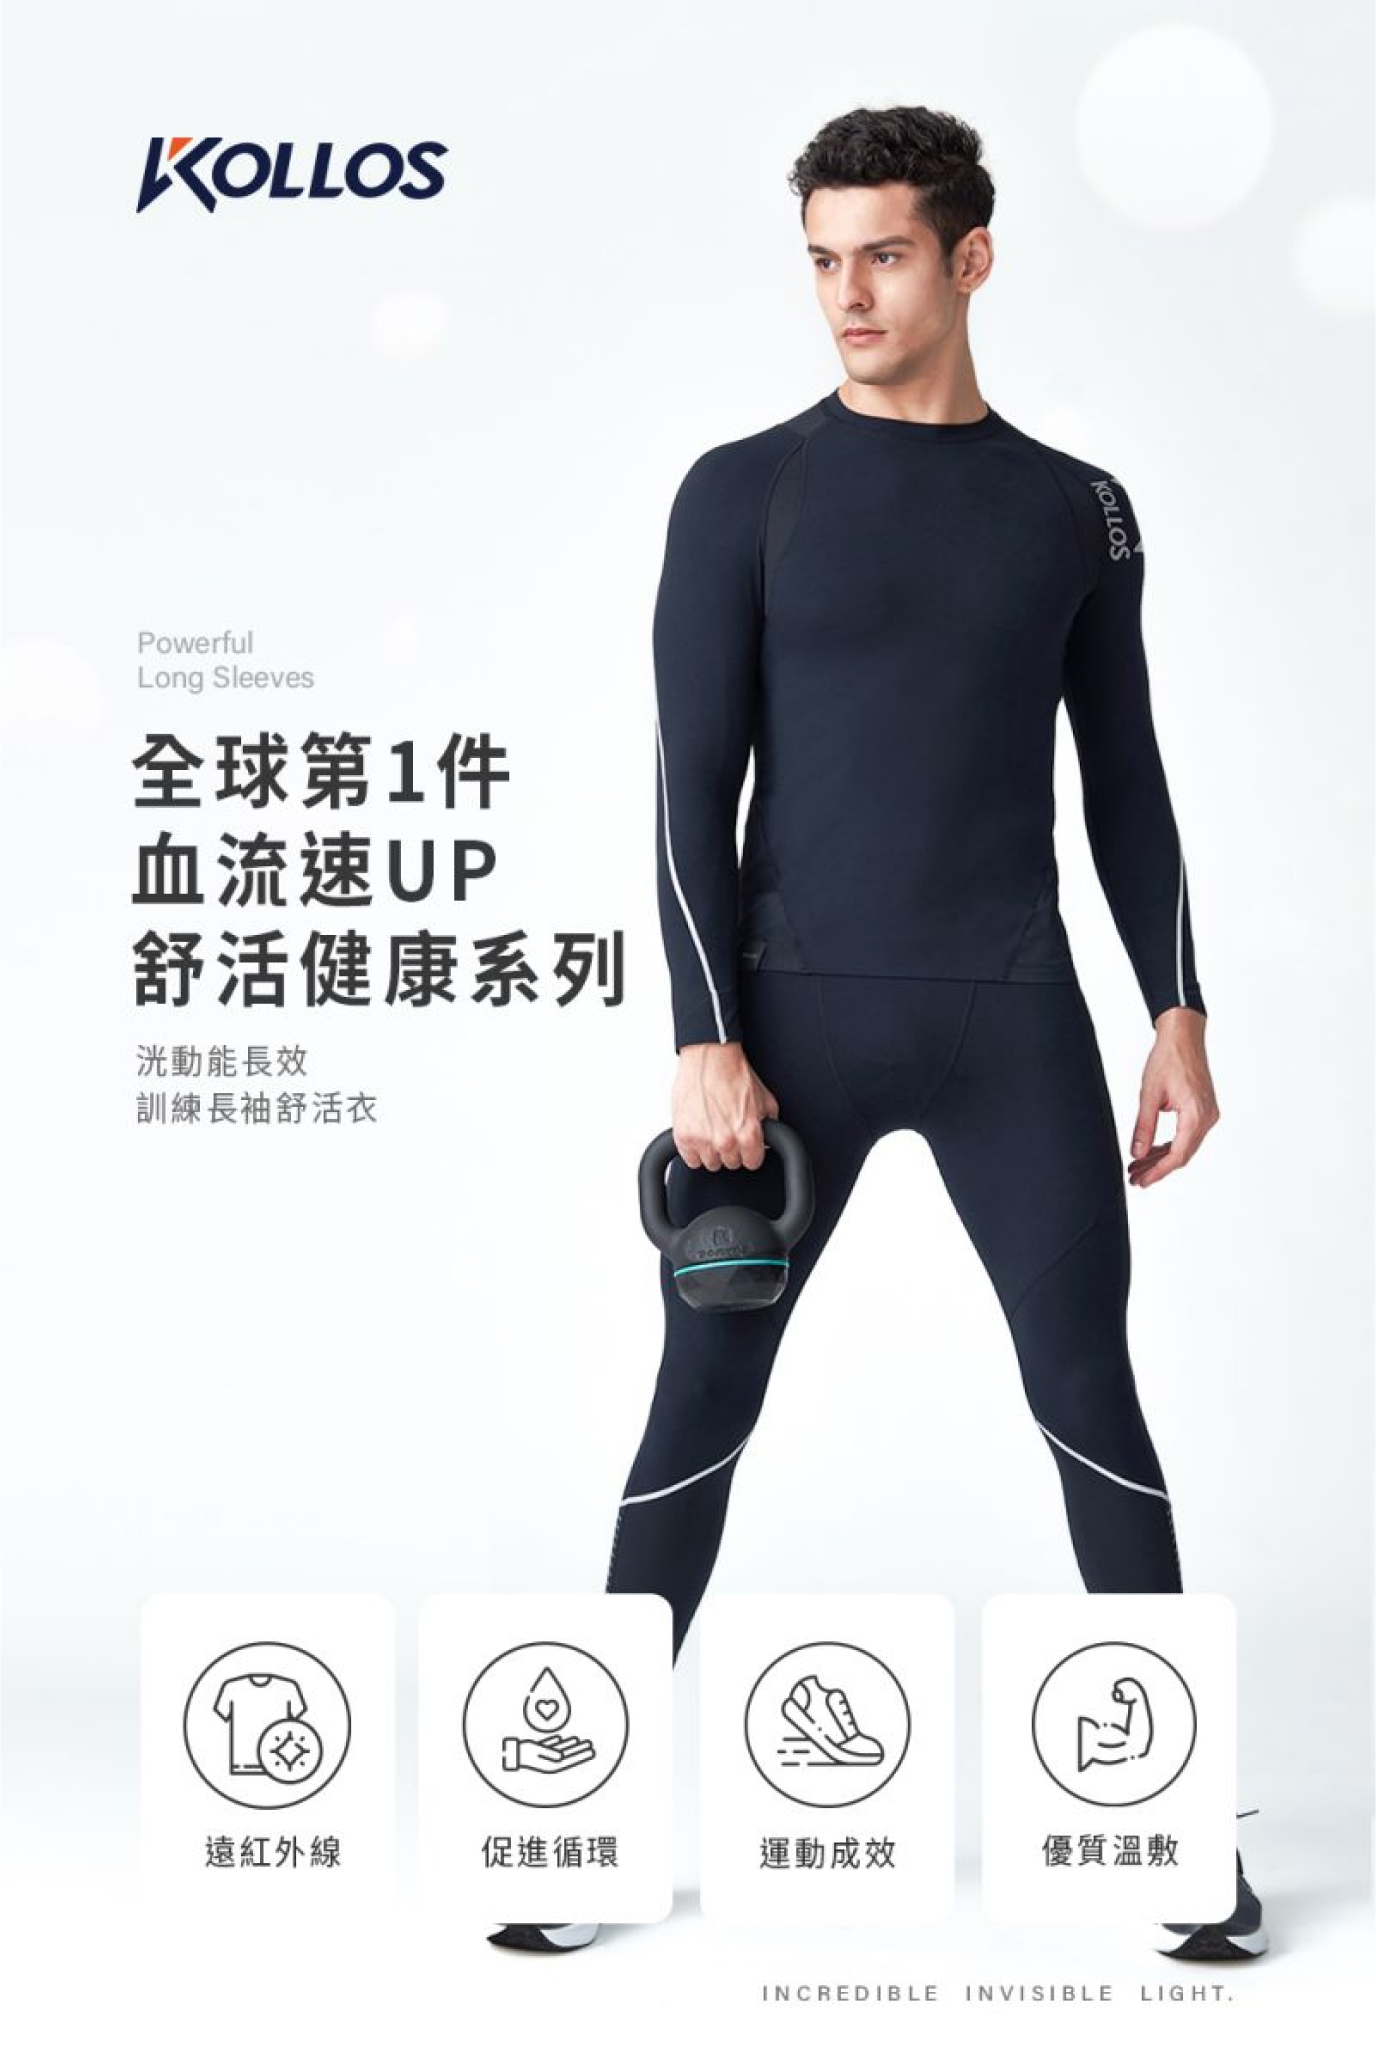 KOLLOS
KOLLOS
Powerful
Long Sleeves
全球第1件
血流速UP
舒活健康系列
洸動能長效
訓練長袖舒活衣
遠紅外線
促進循環
運動成效
優質溫敷
INCREDIBLE INVISIBLE LIGHT.